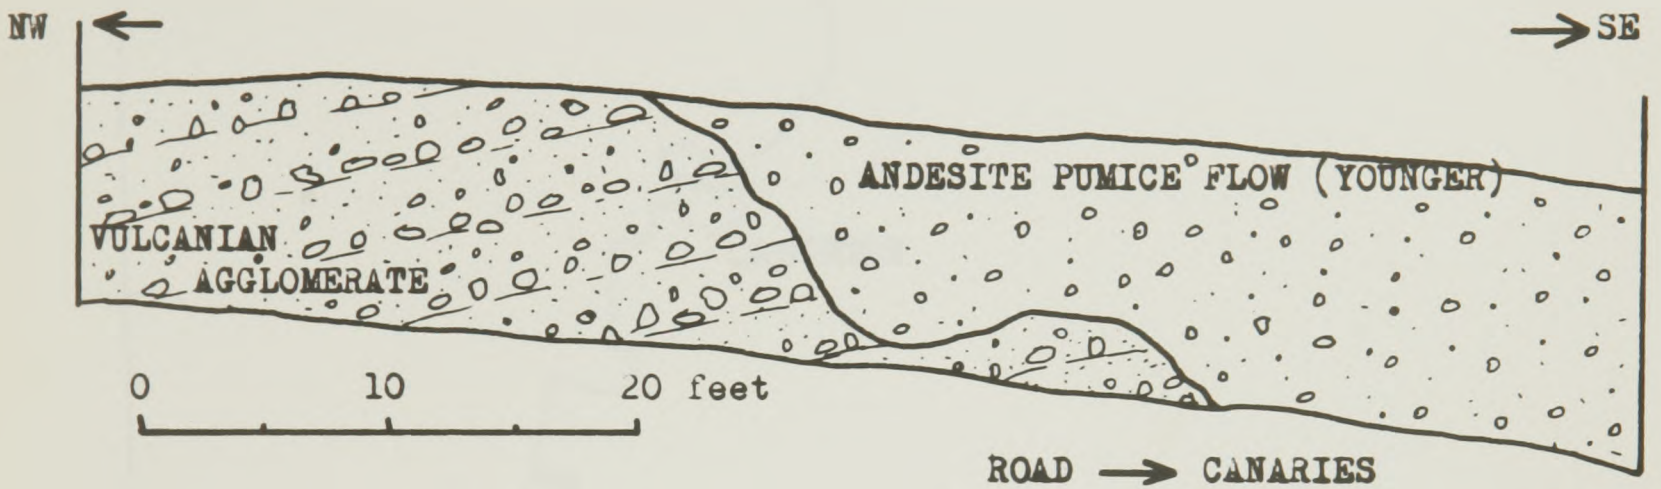 NW SE
ANDESITE PUMICE FLOW (YOUNGER)
VULCANIAN
AGGLOMERATE
0 10 20 feet
ROAD CANARIES